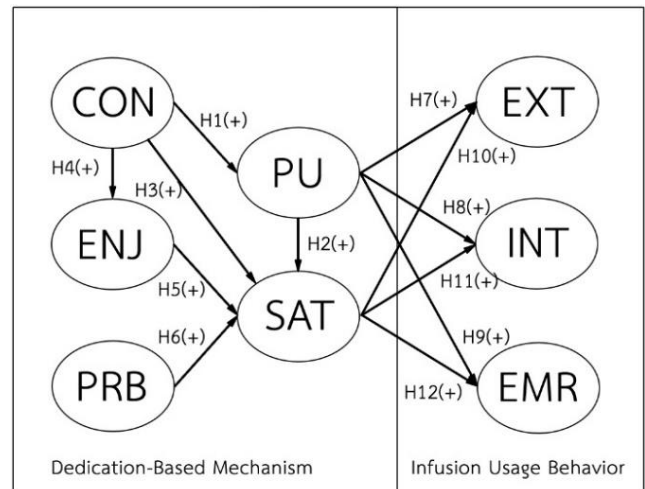 CON
H1(+)
PU
H4(+)
H3(+)
ENJ
H2(+)
H5(+)
SAT
H6(+)
PRB
H7(+)
EXT
H10(+)
H8(+)
INT
H11(+)
H9(+)
H12(+)
EMR
Dedication-Based Mechanism
Infusion Usage Behavior